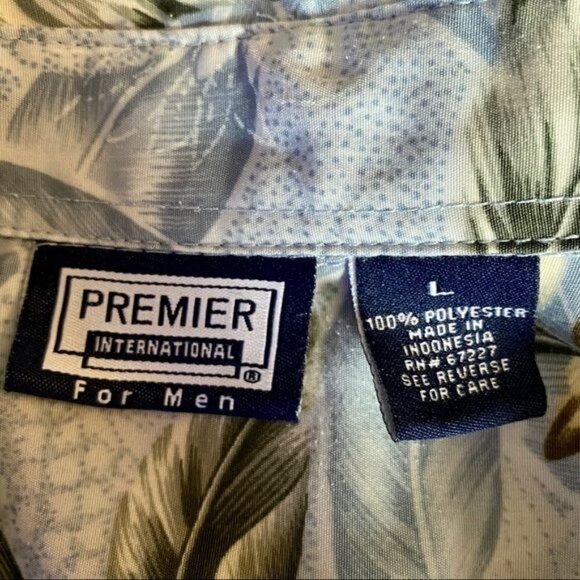 PREMIER
INTERNATIONAL
®
For Men
L
100% POLYESTER
MADE IN
INDONESIA
RN# 67227
SEE REVERSE
FOR CARE